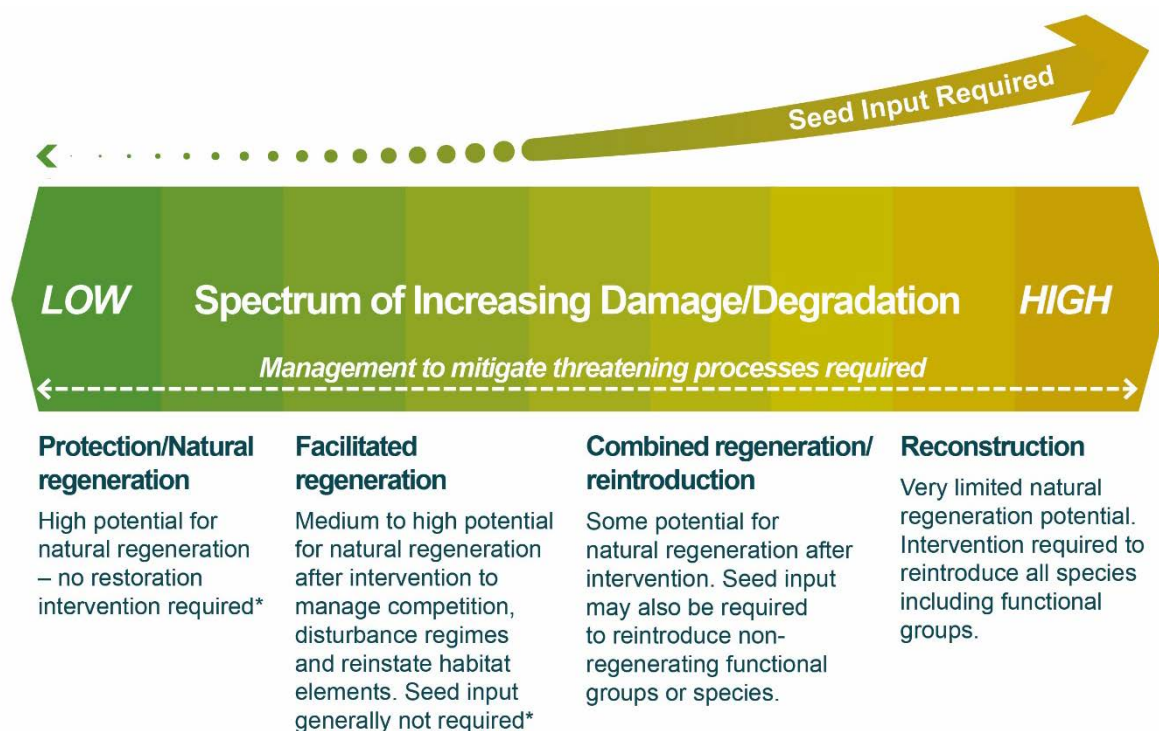 Seed Input Required
LOW
Spectrum of Increasing Damage/Degradation
HIGH
Management to mitigate threatening processes required
Protection/Natural
regeneration
High potential for
natural regeneration
– no restoration
intervention required*
Facilitated
regeneration
Medium to high potential
for natural regeneration
after intervention to
manage competition,
disturbance regimes
and reinstate habitat
elements. Seed input
generally not required*
Combined regeneration/
reintroduction
Some potential for
natural regeneration after
intervention. Seed input
may also be required
to reintroduce non-
regenerating functional
groups or species.
Reconstruction
Very limited natural
regeneration potential.
Intervention required to
reintroduce all species
including functional
groups.